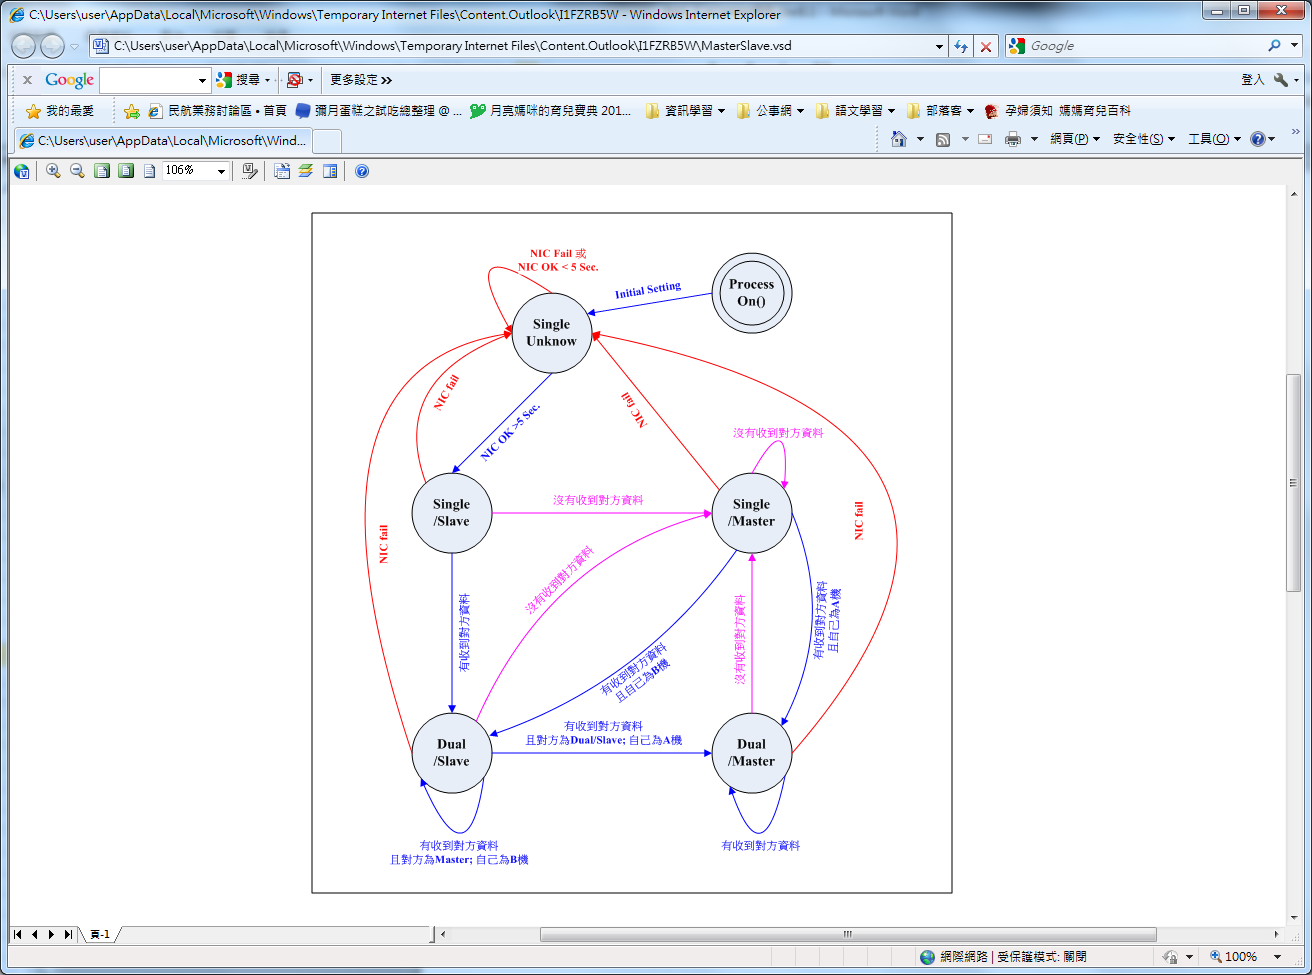 C:\Users\user\AppData\Local\Microsoft\Windows\Temporary Internet Files\Content.Outlook\I1FZRB5W - Windows Internet Explorer
C:\Users\user\AppData\Local\Microsoft\Windows\Temporary Internet Files\Content.Outlook\I1FZRB5W\MasterSlave.vsd
Google
x Google 搜尋 更多設定 » 登入
我的最愛 民航業務討論區 • 首頁 彌月蛋糕之試吃總整理 @ ... 月亮媽咪的育兒寶典 201... 資訊學習 公事網 語文學習 部落客 孕婦須知 媽媽育兒百科
C:\Users\user\AppData\Local\Microsoft\Wind... 網頁(P) 安全性(S) 工具(O) »
106%
NIC Fail 或
NIC OK < 5 Sec.
Initial Setting
Process
On()
Single
Unknow
NIC fail
NIC OK >5 Sec.
NIC fail
沒有收到對方資料
Single
/Slave
沒有收到對方資料
Single
/Master
NIC fail
NIC fail
沒有收到對方資料
有收到對方資料
有收到對方資料
且自己為B機
沒有收到對方資料
有收到對方資料
且自己為A機
Dual
/Slave
有收到對方資料
且對方為Dual/Slave; 自己為A機
Dual
/Master
有收到對方資料
且對方為Master; 自己為B機
有收到對方資料
頁-1
網際網路 | 受保護模式: 關閉
100%